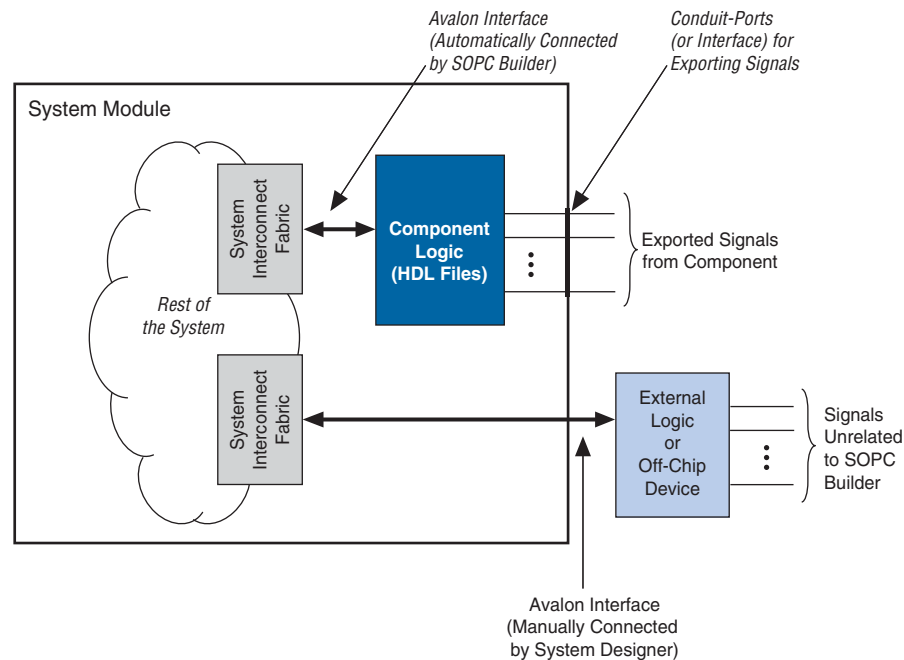 Avalon Interface
(Automatically Connected
by SOPC Builder)
Conduit-Ports
(or Interface) for
Exporting Signals
System Module
System
Interconnect
Fabric
Component
Logic
(HDL Files)
Exported Signals
from Component
Rest of
the System
System
Interconnect
Fabric
External
Logic
or
Off-Chip
Device
Signals
Unrelated
to SOPC
Builder
Avalon Interface
(Manually Connected
by System Designer)